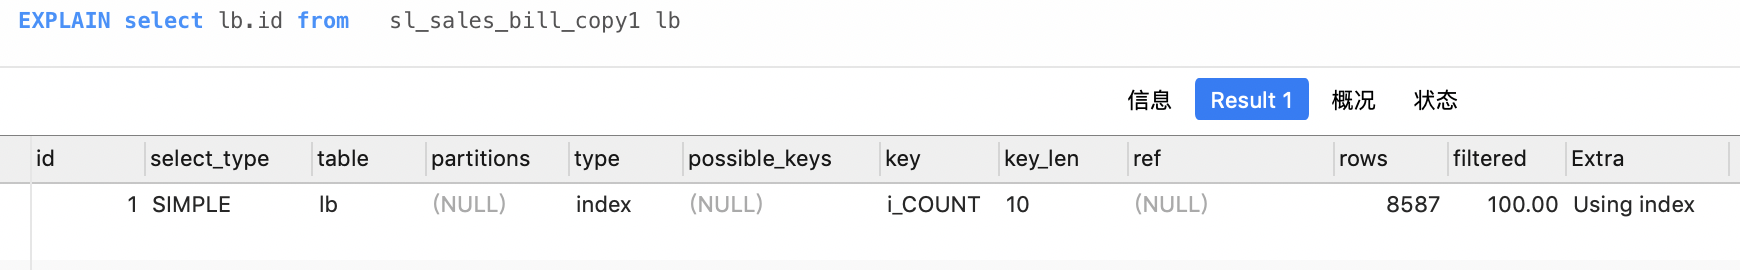 EXPLAIN select lb.id from   sl_sales_bill_copy1 lb
信息 Result 1 概况 状态
id select_type table partitions type possible_keys key key_len ref rows filtered Extra
1 SIMPLE lb (NULL) index (NULL) i_COUNT 10 (NULL) 8587 100.00 Using index